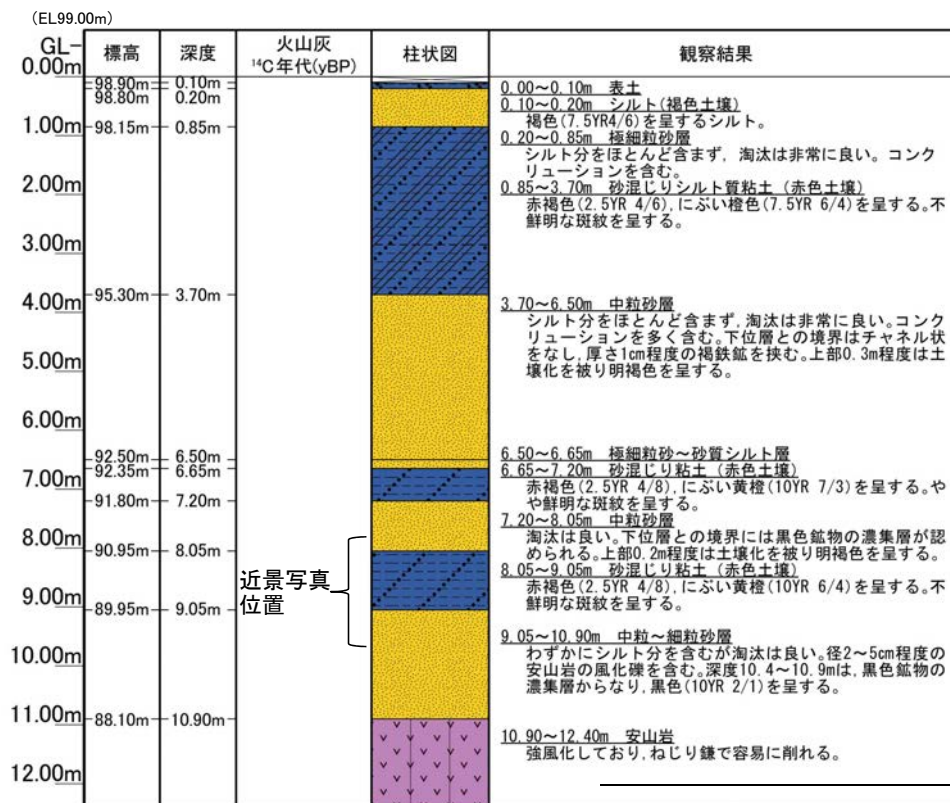 （EL99.00m）
GL-
0.00m
標高
深度
火山灰
¹⁴C年代(yBP)
柱状図
観察結果
98.90m
0.10m
98.80m
0.20m
1.00m
98.15m
0.85m
2.00m
3.00m
95.30m
3.70m
4.00m
5.00m
6.00m
92.50m
6.50m
92.35m
6.65m
7.00m
91.80m
7.20m
8.00m
90.95m
8.05m
近景写真
位置
9.00m
89.95m
9.05m
10.00m
11.00m
88.10m
10.90m
12.00m
0.00～0.10m 表土
0.10～0.20m シルト(褐色土壌)
褐色(7.5YR4/6)を呈するシルト。
0.20～0.85m 極細粒砂層
シルト分をほとんど含まず，淘汰は非常に良い。コンク
リューションを含む。
0.85～3.70m 砂混じりシルト質粘土（赤色土壌）
赤褐色(2.5YR 4/6),にぶい橙色(7.5YR 6/4)を呈する。不
鮮明な斑紋を呈する。
3.70～6.50m 中粒砂層
シルト分をほとんど含まず,淘汰は非常に良い。コンク
リューションを多く含む。下位層との境界はチャネル状
をなし,厚さ1cm程度の褐鉄鉱を挟む。上部0.3m程度は土
壌化を被り明褐色を呈する。
6.50～6.65m 極細粒砂～砂質シルト層
6.65～7.20m 砂混じり粘土（赤色土壌）
赤褐色(2.5YR 4/8),にぶい黄橙(10YR 7/3)を呈する。や
や鮮明な斑紋を呈する。
7.20～8.05m 中粒砂層
淘汰は良い。下位層との境界には黒色鉱物の濃集層が認
められる。上部0.2m程度は土壌化を被り明褐色を呈する。
8.05～9.05m 砂混じり粘土（赤色土壌）
赤褐色(2.5YR 4/8),にぶい黄橙(10YR 6/4)を呈する。不
鮮明な斑紋を呈する。
9.05～10.90m 中粒～細粒砂層
わずかにシルト分を含むが淘汰は良い。径2～5cm程度の
安山岩の風化礫を含む。深度10.4～10.9mは,黒色鉱物の
濃集層からなり,黒色(10YR 2/1)を呈する。
10.90～12.40m 安山岩
強風化しており,ねじり鎌で容易に削れる。